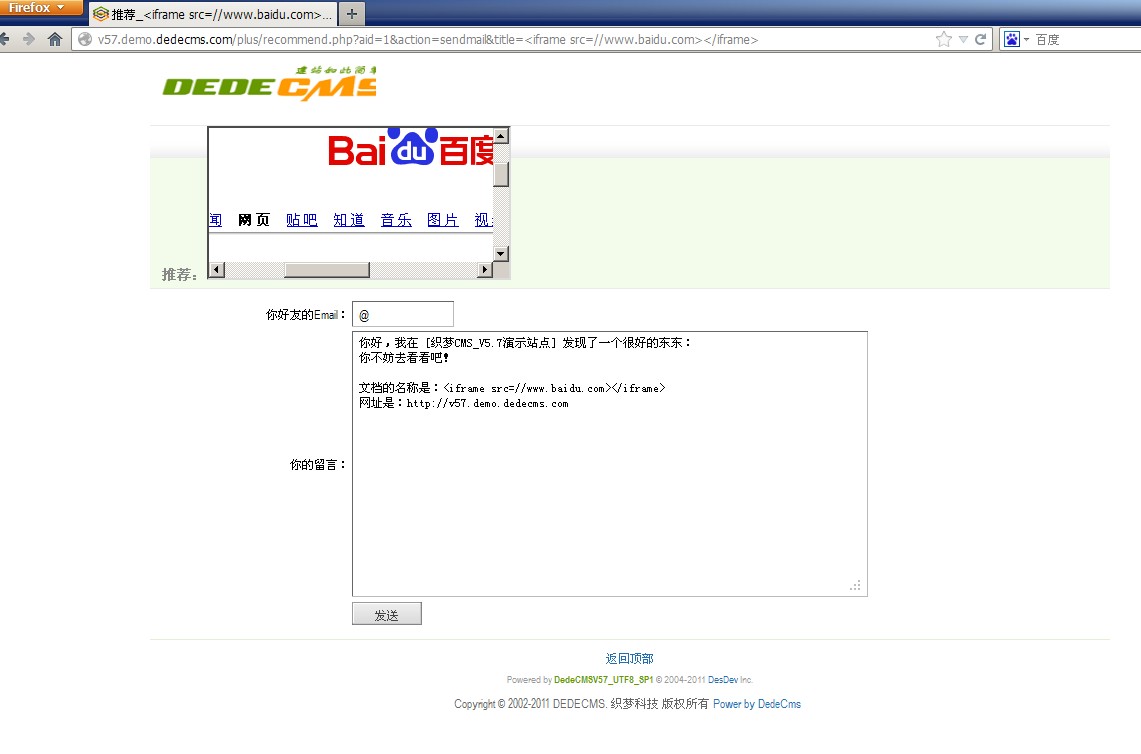 Firefox
推荐_<iframe src=//www.baidu.com>...
v57.demo.dedecms.com/plus/recommend.php?aid=1&action=sendmail&title=<iframe src=//www.baidu.com></iframe>
百度
建站如此简单
DEDECMS
Bai du 百度
闻 网页 贴吧 知道 音乐 图片 视
推荐：
你好友的Email： @
你好，我在 [织梦CMS_V5.7演示站点] 发现了一个很好的东东：
你不妨去看看吧！
文档的名称是：<iframe src=//www.baidu.com></iframe>
网址是：http://v57.demo.dedecms.com
你的留言：
发送
返回顶部
Powered by DedeCMSV57_UTF8_SP1 © 2004-2011 DesDev Inc.
Copyright © 2002-2011 DEDECMS. 织梦科技 版权所有 Power by DedeCms